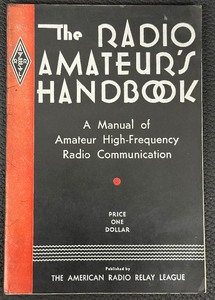 The RADIO
AMATEUR'S
HANDBOOK
A Manual of
Amateur High-Frequency
Radio Communication
PRICE
ONE
DOLLAR
Published by
THE AMERICAN RADIO RELAY LEAGUE